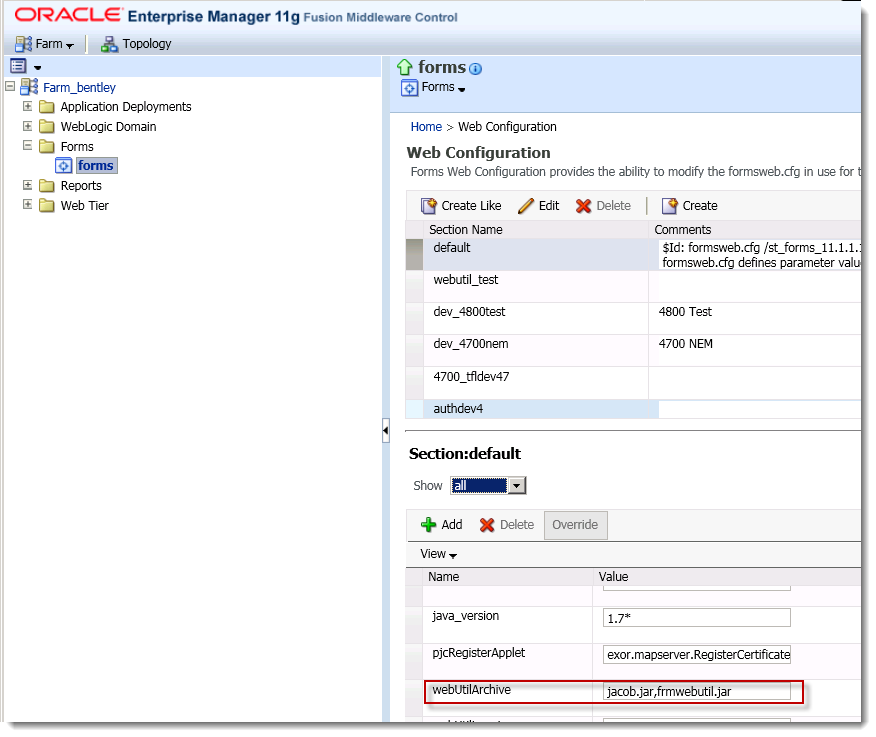 ORACLE Enterprise Manager 11g Fusion Middleware Control
Farm Topology
Farm_bentley
Application Deployments
WebLogic Domain
Forms
forms
Reports
Web Tier
forms
Forms
Home > Web Configuration
Web Configuration
Forms Web Configuration provides the ability to modify the formsweb.cfg in use for
Create Like Edit Delete Create
Section Name Comments
default $Id: formsweb.cfg /st_forms_11.1.1.
formsweb.cfg defines parameter valu
webutil_test
dev_4800test 4800 Test
dev_4700nem 4700 NEM
4700_tfldev47
authdev4
Section:default
Show all
Add Delete Override
View
Name Value
java_version 1.7*
pjcRegisterApplet exor.mapserver.RegisterCertificate
webUtilArchive jacob.jar,frmwebutil.jar